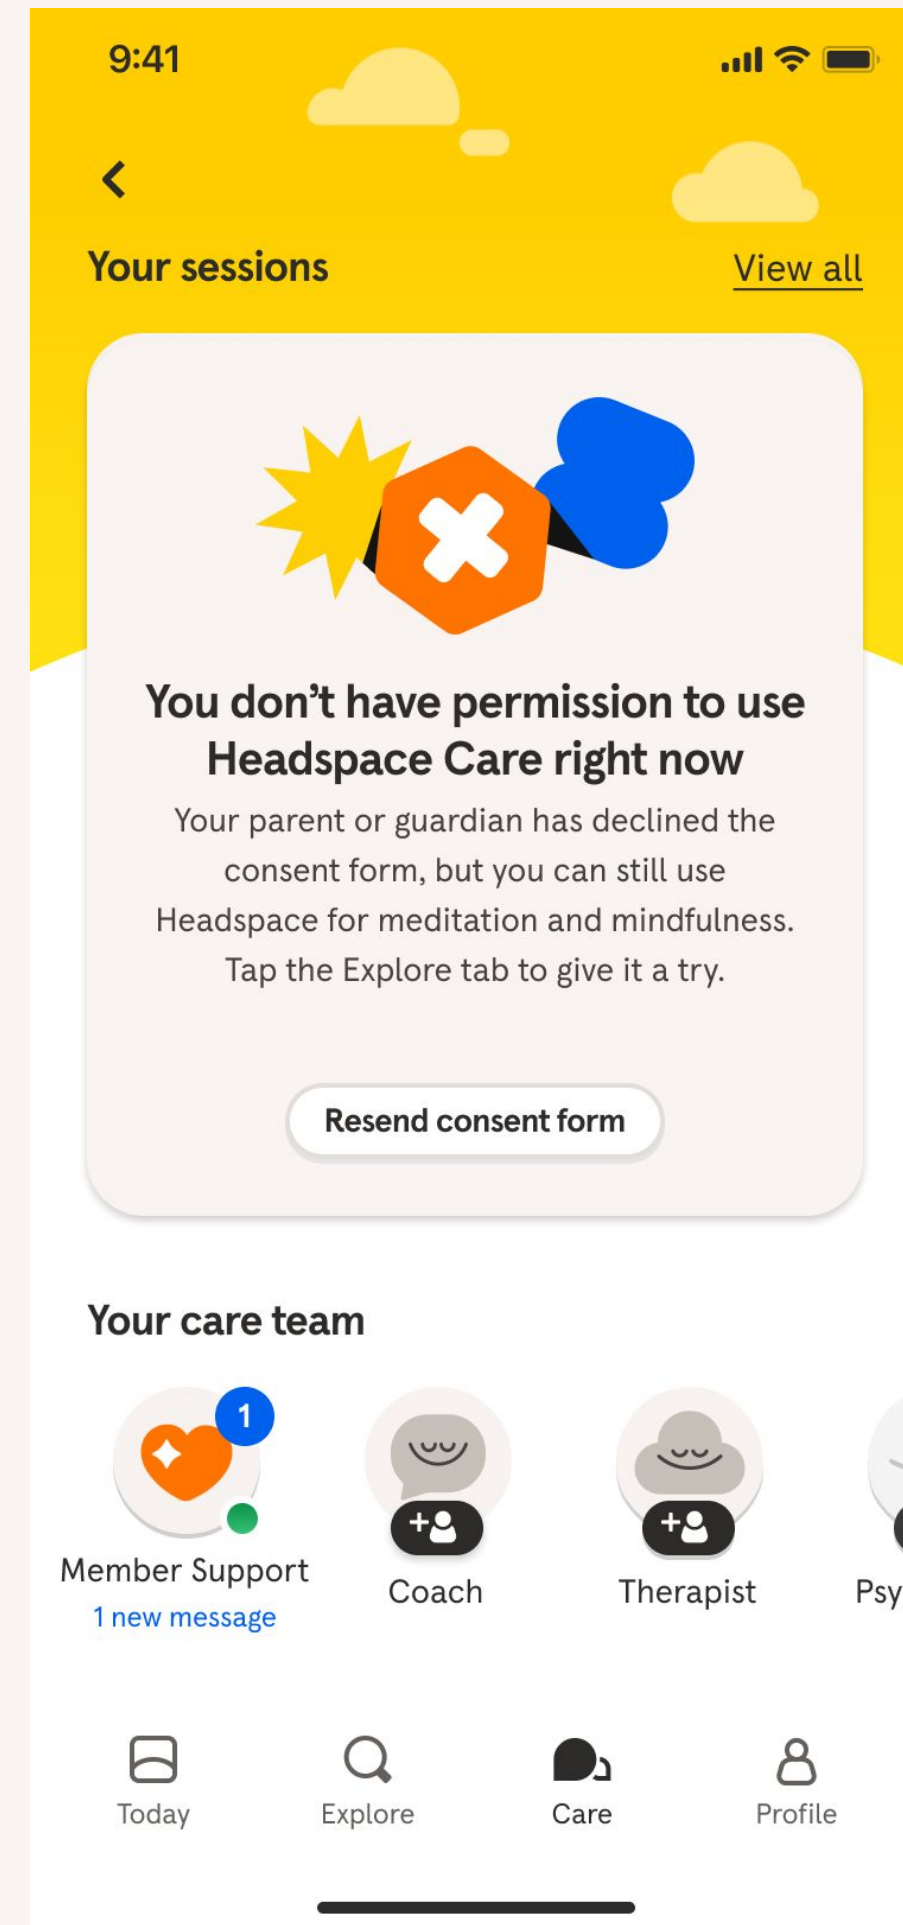 9:41
Your sessions
View all
You don't have permission to use
Headspace Care right now
Your parent or guardian has declined the
consent form, but you can still use
Headspace for meditation and mindfulness.
Tap the Explore tab to give it a try.
Resend consent form
Your care team
1
Member Support
1 new message
Coach
Therapist
Psy
Today
Explore
Care
Profile